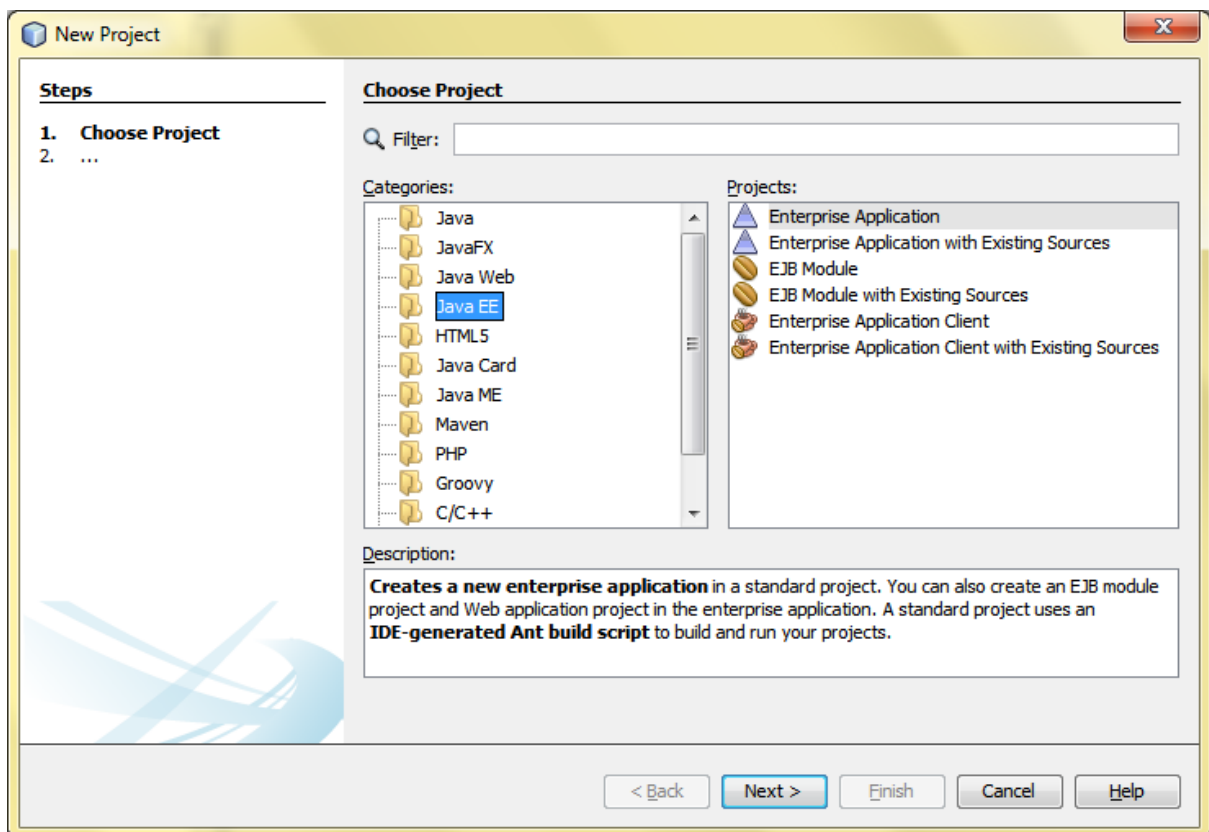 New Project
Steps
1. Choose Project
2. ...
Choose Project
Filter:
Categories:
Java
JavaFX
Java Web
Java EE
HTML5
Java Card
Java ME
Maven
PHP
Groovy
C/C++
Projects:
Enterprise Application
Enterprise Application with Existing Sources
EJB Module
EJB Module with Existing Sources
Enterprise Application Client
Enterprise Application Client with Existing Sources
Description:
Creates a new enterprise application in a standard project. You can also create an EJB module
project and Web application project in the enterprise application. A standard project uses an
IDE-generated Ant build script to build and run your projects.
< Back
Next >
Finish
Cancel
Help